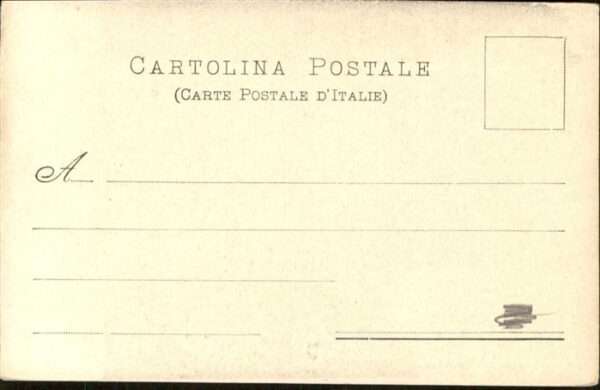 CARTOLINA POSTALE
(CARTE POSTALE D'ITALIE)
A